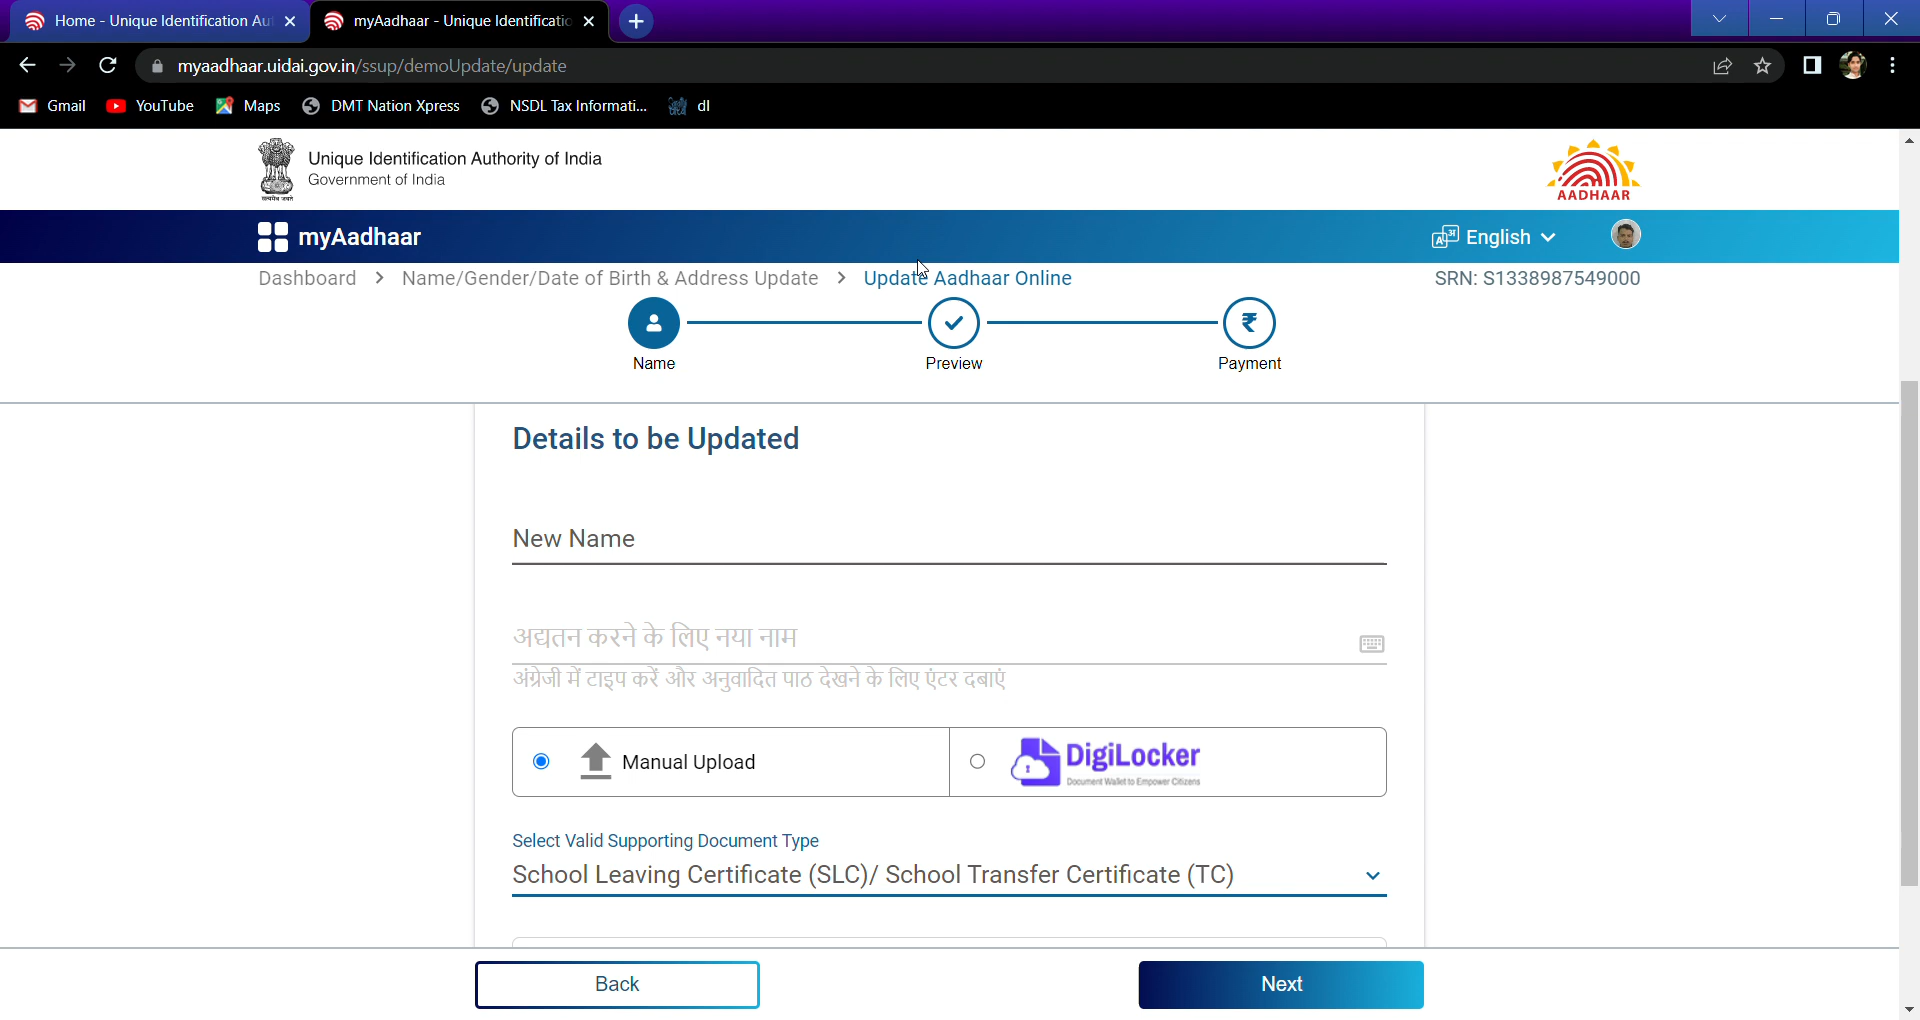 Home - Unique Identification Au
myAadhaar - Unique Identificatio
myaadhaar.uidai.gov.in/ssup/demoUpdate/update
Gmail
YouTube
Maps
DMT Nation Xpress
NSDL Tax Informati...
dl
Unique Identification Authority of India
Government of India
सत्यमेव जयते
AADHAAR
myAadhaar
English
Dashboard > Name/Gender/Date of Birth & Address Update > Update Aadhaar Online
SRN: S1338987549000
Name
Preview
Payment
Details to be Updated
New Name
अद्यतन करने के लिए नया नाम
अंग्रेजी में टाइप करें और अनुवादित पाठ देखने के लिए एंटर दबाएं
Manual Upload
DigiLocker
Document Wallet to Empower Citizens
Select Valid Supporting Document Type
School Leaving Certificate (SLC)/ School Transfer Certificate (TC)
Back
Next